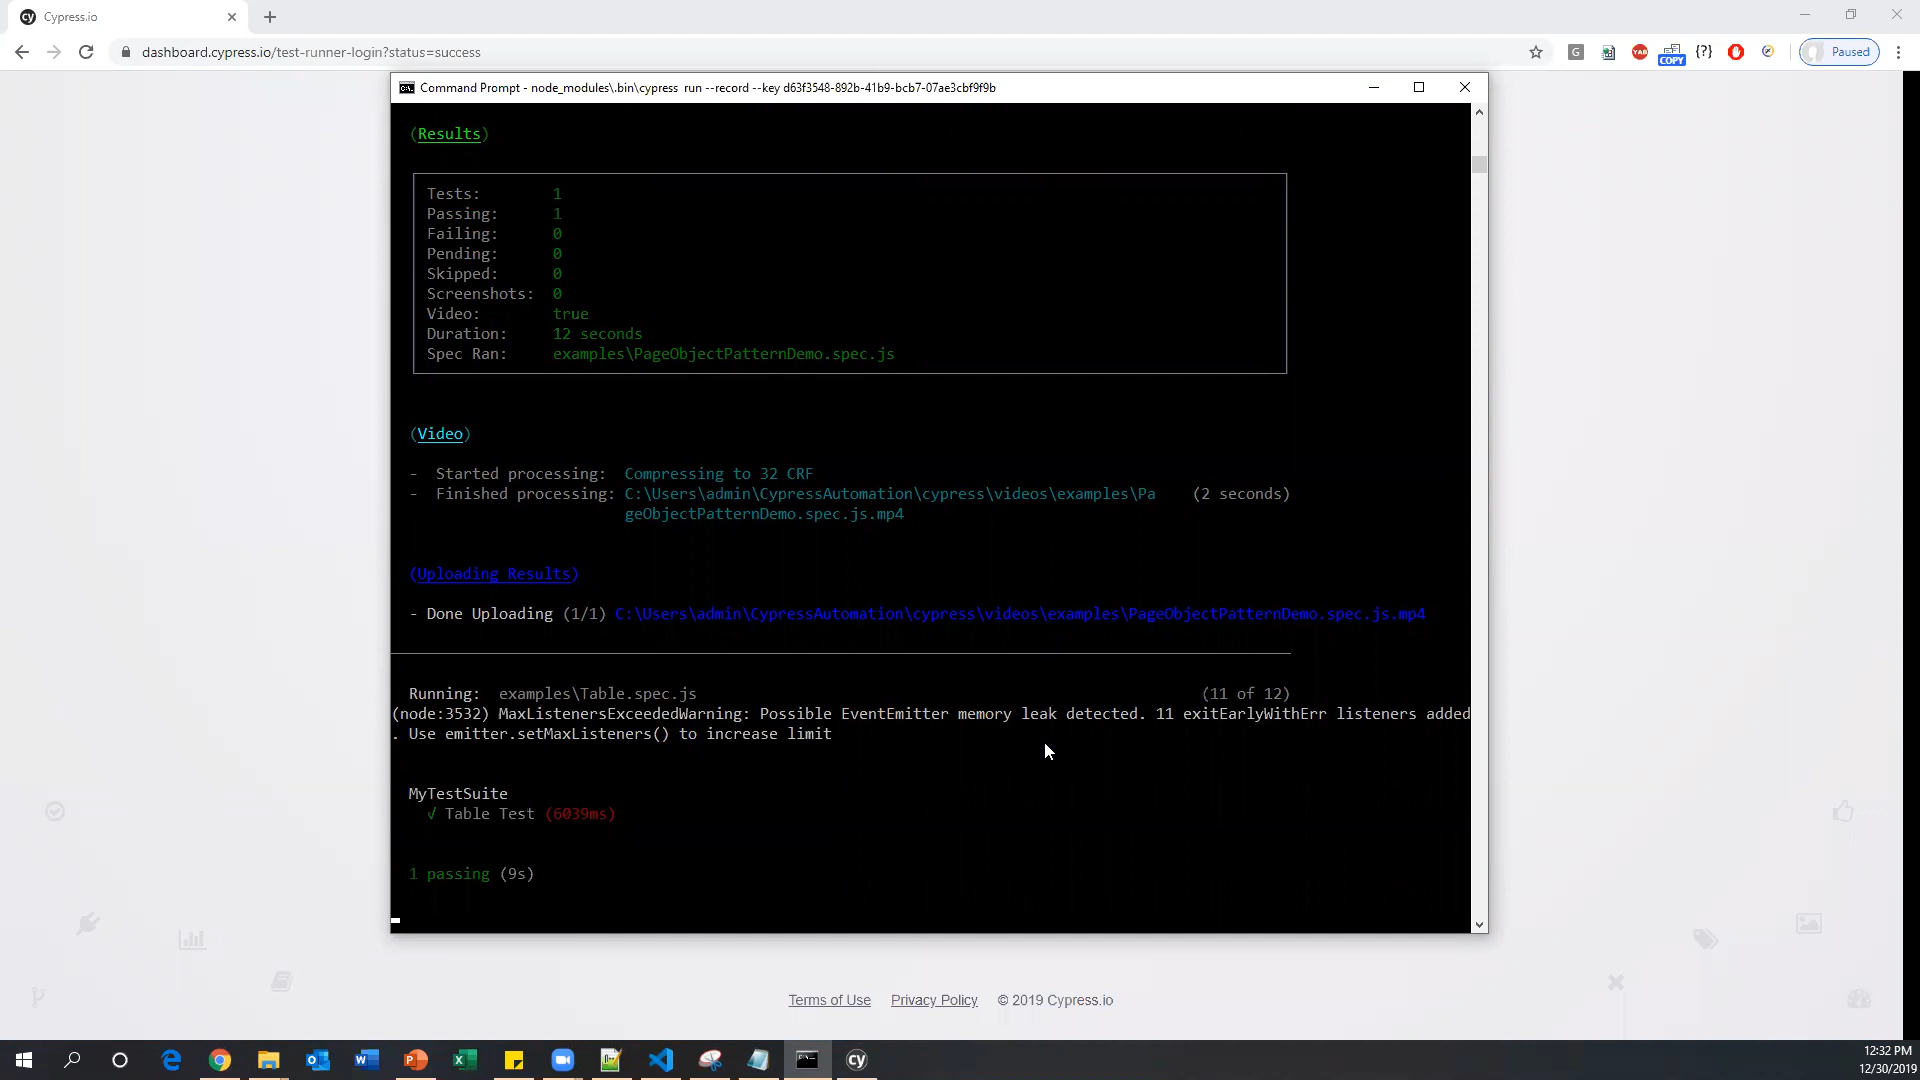 Cypress.io
dashboard.cypress.io/test-runner-login?status=success
COPY
Paused
Command Prompt - node_modules\.bin\cypress  run --record --key d63f3548-892b-41b9-bcb7-07ae3cbf9f9b
(Results)
Tests: 1
Passing: 1
Failing: 0
Pending: 0
Skipped: 0
Screenshots: 0
Video: true
Duration: 12 seconds
Spec Ran: examples\PageObjectPatternDemo.spec.js
(Video)
- Started processing: Compressing to 32 CRF
- Finished processing: C:\Users\admin\CypressAutomation\cypress\videos\examples\Pa (2 seconds)
geObjectPatternDemo.spec.js.mp4
(Uploading Results)
- Done Uploading (1/1) C:\Users\admin\CypressAutomation\cypress\videos\examples\PageObjectPatternDemo.spec.js.mp4
Running: examples\Table.spec.js (11 of 12)
(node:3532) MaxListenersExceededWarning: Possible EventEmitter memory leak detected. 11 exitEarlyWithErr listeners added
. Use emitter.setMaxListeners() to increase limit
MyTestSuite
√ Table Test (6039ms)
1 passing (9s)
Terms of Use Privacy Policy © 2019 Cypress.io
12:32 PM
12/30/2019